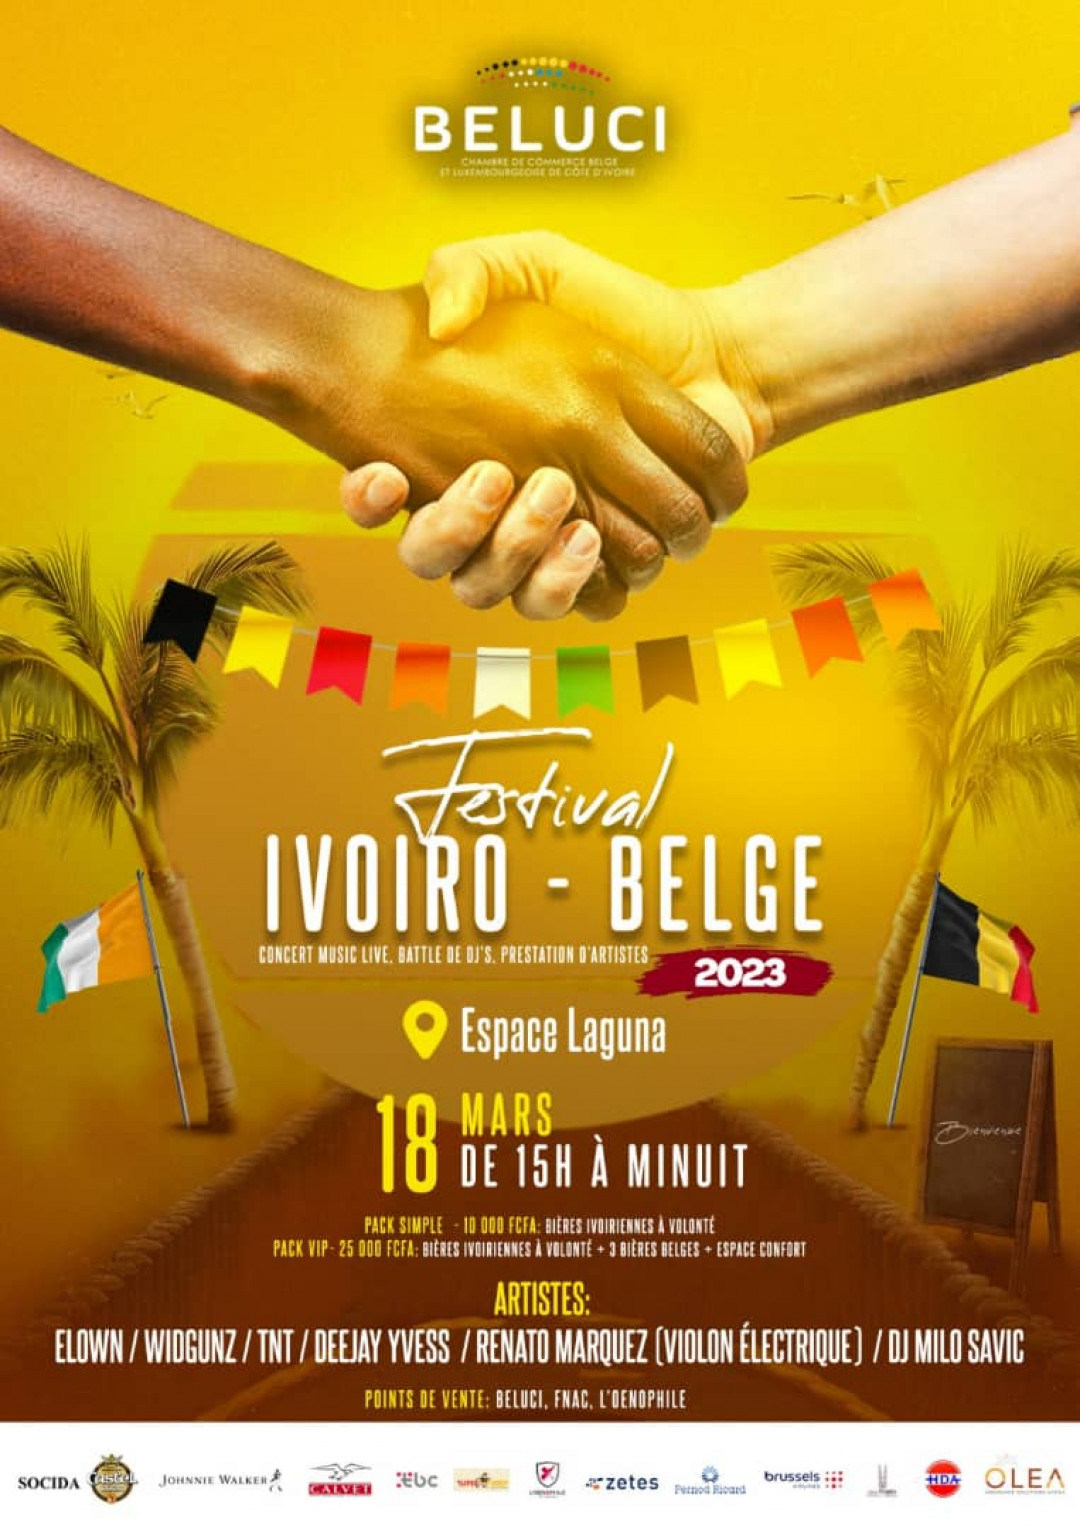 BELUCI
CHAMBRE DE COMMERCE BELGE
ET LUXEMBOURGEOISE DE CÔTE D'IVOIRE
Festival
IVOIRO - BELGE
CONCERT MUSIC LIVE, BATTLE DE DJ'S, PRESTATION D'ARTISTES
2023
Espace Laguna
18 MARS
DE 15H À MINUIT
Bienvenue
PACK SIMPLE - 10 000 FCFA: BIÈRES IVOIRIENNES À VOLONTÉ
PACK VIP- 25 000 FCFA: BIÈRES IVOIRIENNES À VOLONTÉ + 3 BIÈRES BELGES + ESPACE CONFORT
ARTISTES:
ELOWN / WIDGUNZ / TNT / DEEJAY YVESS / RENATO MARQUEZ (VIOLON ÉLECTRIQUE) / DJ MILO SAVIC
POINTS DE VENTE: BELUCI, FNAC, L'OENOPHILE
SOCIDA CASTEL JOHNNIE WALKER CALVET tbc zetes Pernod Ricard brussels airlines HDA OLEA